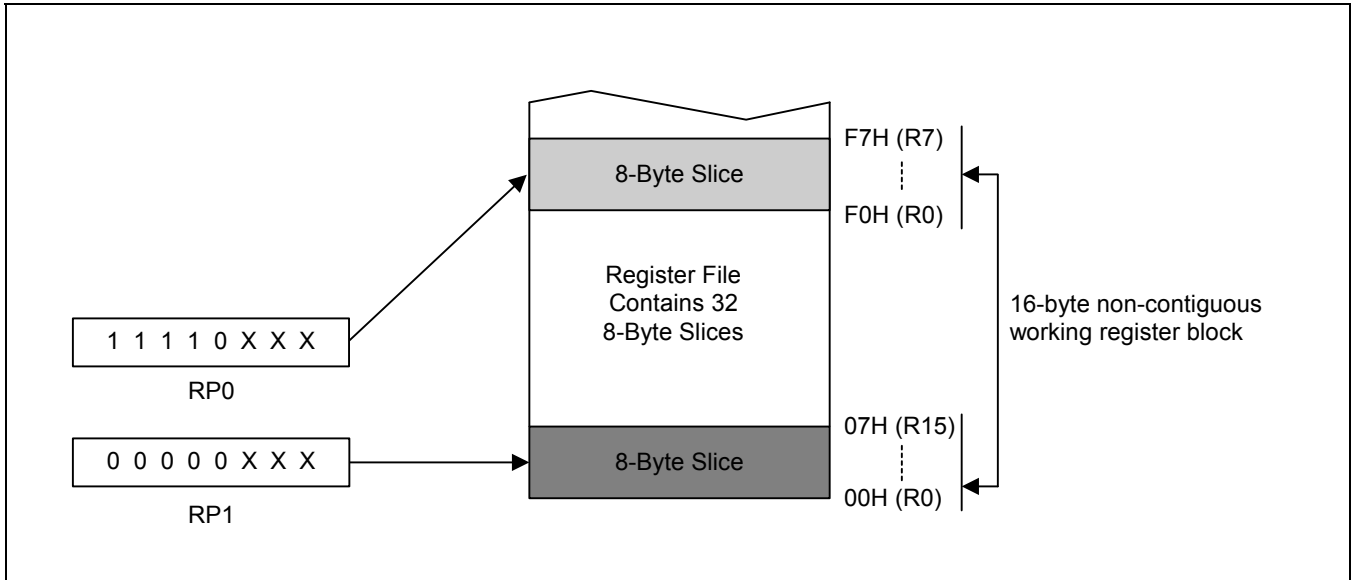 F7H (R7)
8-Byte Slice
F0H (R0)
Register File
Contains 32
8-Byte Slices
16-byte non-contiguous
working register block
1 1 1 1 0 X X X
RP0
07H (R15)
0 0 0 0 0 X X X
8-Byte Slice
00H (R0)
RP1